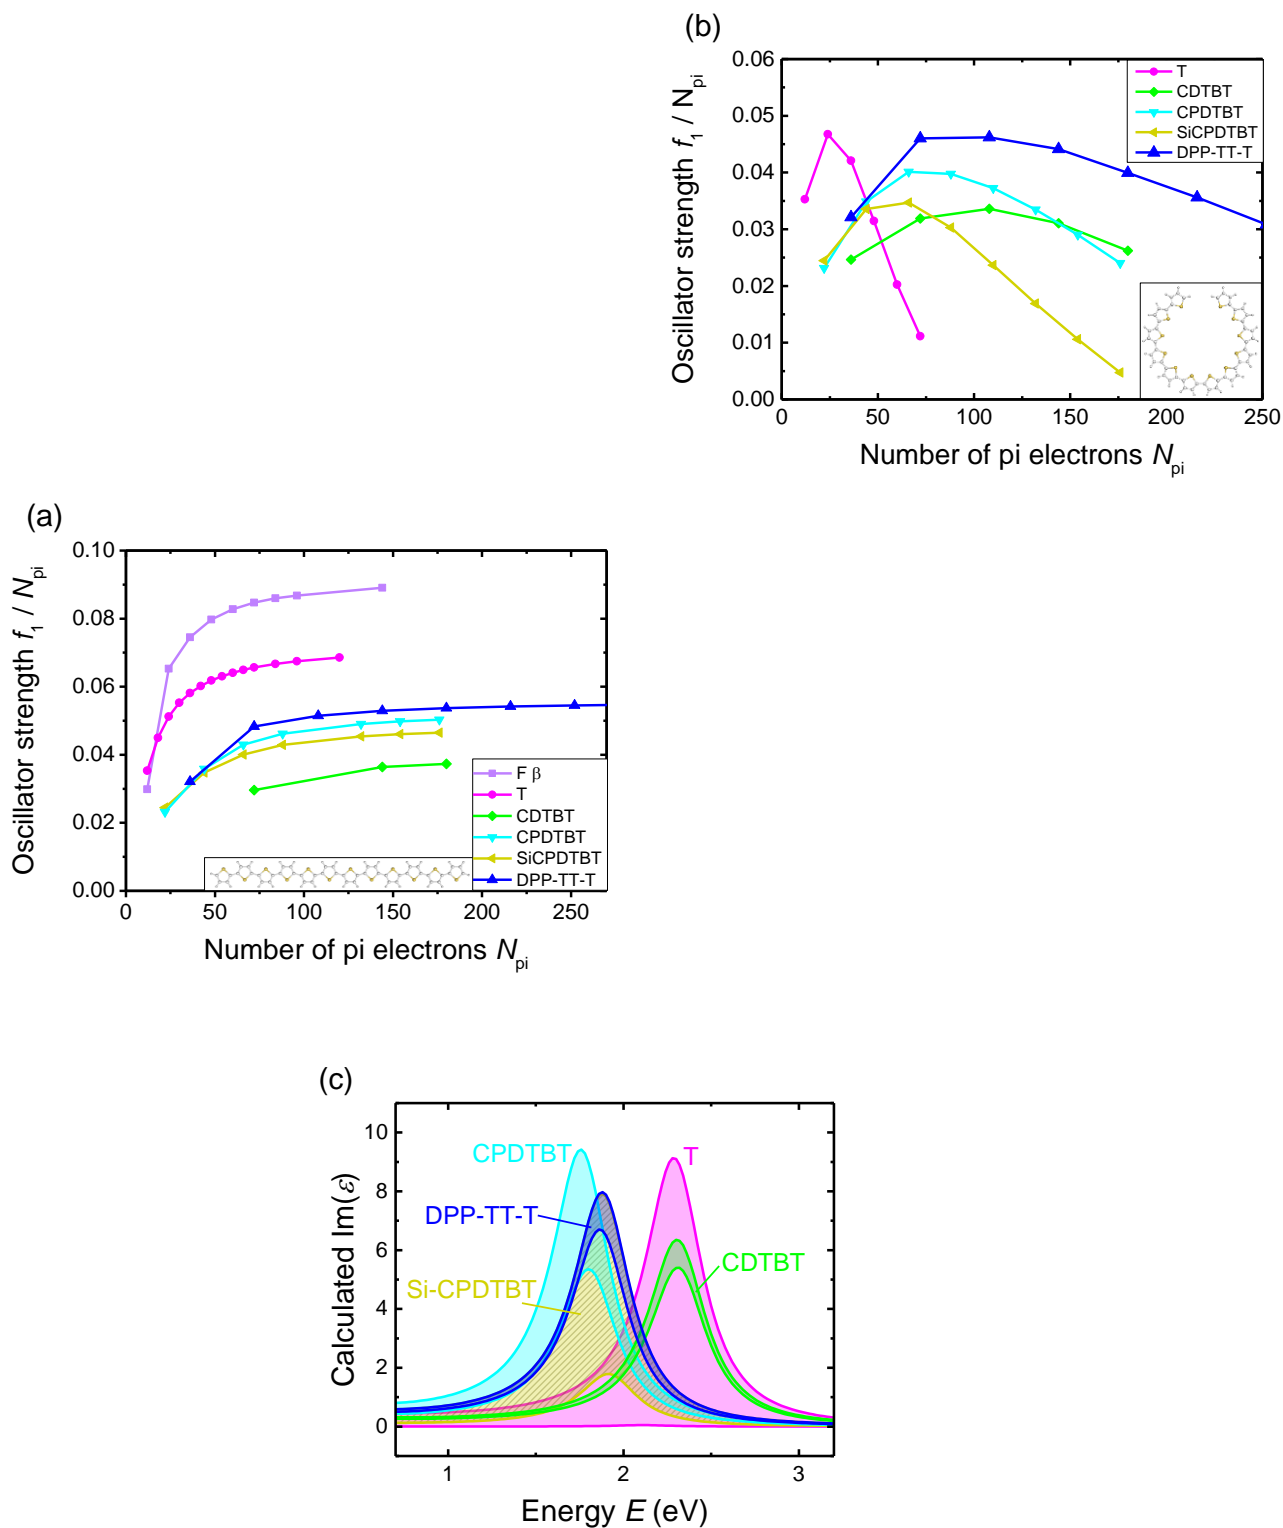 (b)
0.06
0.05
0.04
0.03
0.02
0.01
0.00
0
50
100
150
200
250
Oscillator strength f1 / Npi
Number of pi electrons Npi
T
CDTBT
CPDTBT
SiCPDTBT
DPP-TT-T
(a)
0.10
0.08
0.06
0.04
0.02
0.00
0
50
100
150
200
250
Oscillator strength f1 / Npi
Number of pi electrons Npi
F β
T
CDTBT
CPDTBT
SiCPDTBT
DPP-TT-T
(c)
10
8
6
4
2
0
1
2
3
Calculated Im(ε)
Energy E (eV)
CPDTBT
T
DPP-TT-T
CDTBT
Si-CPDTBT